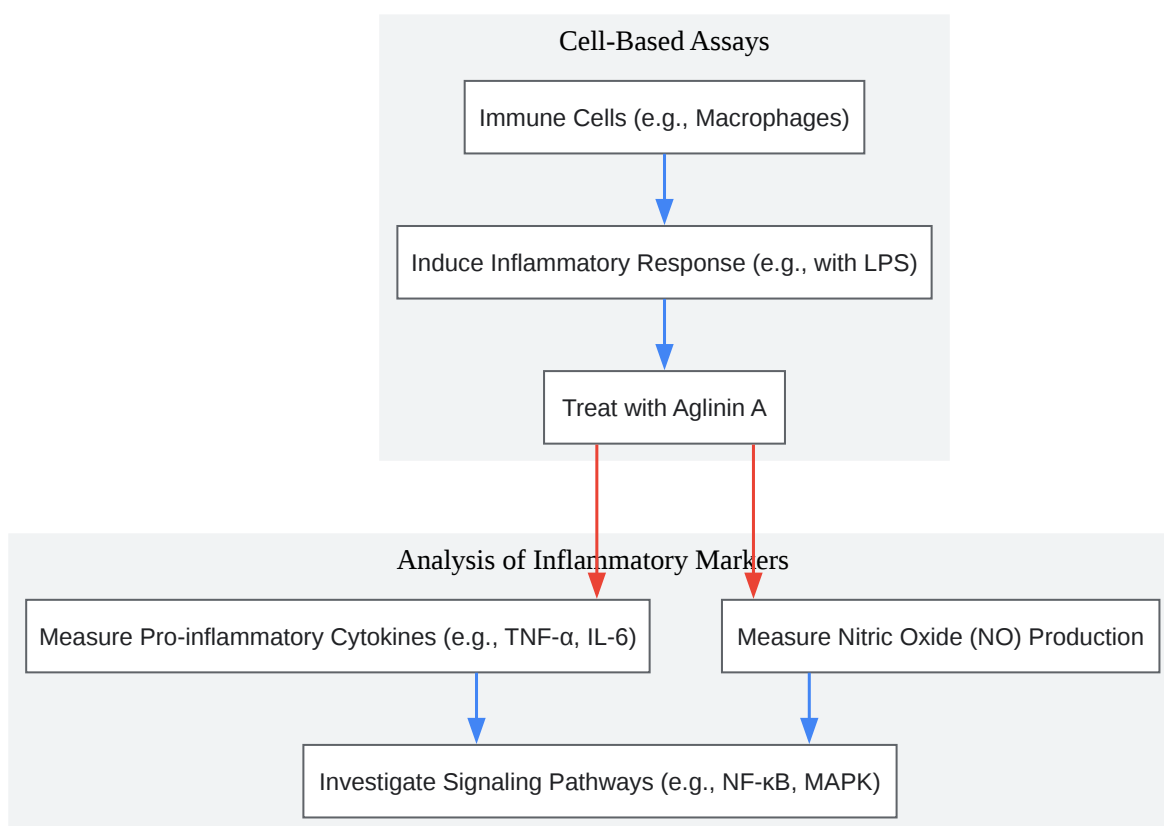 Cell-Based Assays
Immune Cells (e.g., Macrophages)
Induce Inflammatory Response (e.g., with LPS)
Treat with Aglinin A
Analysis of Inflammatory Markers
Measure Pro-inflammatory Cytokines (e.g., TNF-α, IL-6)
Measure Nitric Oxide (NO) Production
Investigate Signaling Pathways (e.g., NF-κB, MAPK)